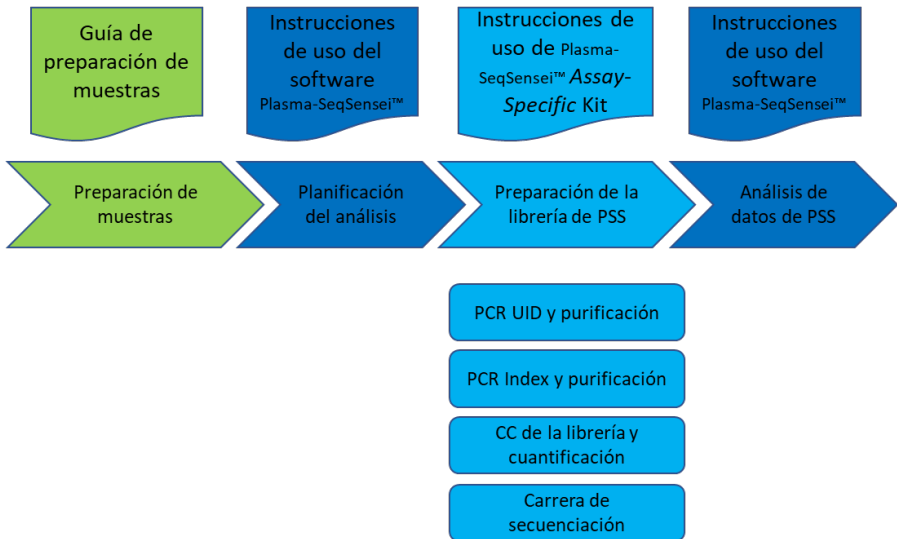 Guía de
preparación de
muestras
Instrucciones
de uso del
software
Plasma-SeqSensei™
Instrucciones de
uso de Plasma-
SeqSensei™ Assay-
Specific Kit
Instrucciones
de uso del
software
Plasma-SeqSensei™
Preparación de
muestras
Planificación
del análisis
Preparación de la
librería de PSS
Análisis de
datos de PSS
PCR UID y purificación
PCR Index y purificación
CC de la librería y
cuantificación
Carrera de
secuenciación